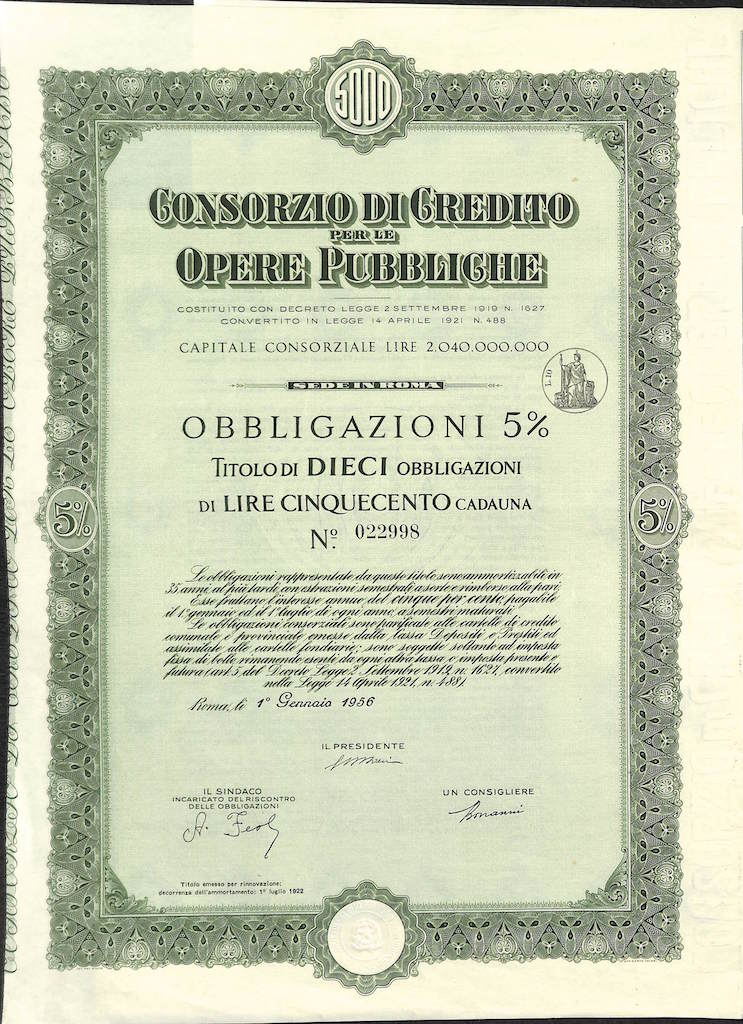 5000
CONSORZIO DI CREDITO
PER LE
OPERE PUBBLICHE
COSTITUITO CON DECRETO LEGGE 2 SETTEMBRE 1919 N. 1627
CONVERTITO IN LEGGE 14 APRILE 1921 N. 488
CAPITALE CONSORZIALE LIRE 2.040.000.000
SEDE IN ROMA
L. 10
OBBLIGAZIONI 5%
TITOLO DI DIECI OBBLIGAZIONI
DI LIRE CINQUECENTO CADAUNA
5%
5%
Nº. 022998
Le obbligazioni rappresentate da questo titolo sono ammortizzabili in
35 anni al più tardi con estrazioni semestrali a sorte e rimborso alla pari.
Esse fruttano l'interesse annuo del cinque per cento, pagabile
il 1º gennaio ed il 1º luglio di ogni anno, a semestri maturati.
Le obbligazioni consorziali sono parificate alle cartelle di credito
comunale e provinciale emesse dalla Cassa Depositi e Prestiti ed
assimilate alle cartelle fondiarie; sono soggette soltanto ad imposta
fissa di bollo, rimanendo esenti da ogni altra tassa o imposta presente e
futura (art. 5, del Decreto Legge 2 Settembre 1919, n. 1627, convertito
nella Legge 14 Aprile 1921, n. 488).
Roma, lì 1º Gennaio 1956
IL PRESIDENTE
IL SINDACO
INCARICATO DEL RISCONTRO
DELLE OBBLIGAZIONI
UN CONSIGLIERE
Bonanni
Titolo emesso per rinnovazione:
decorrenza dell'ammortamento: 1º luglio 1922